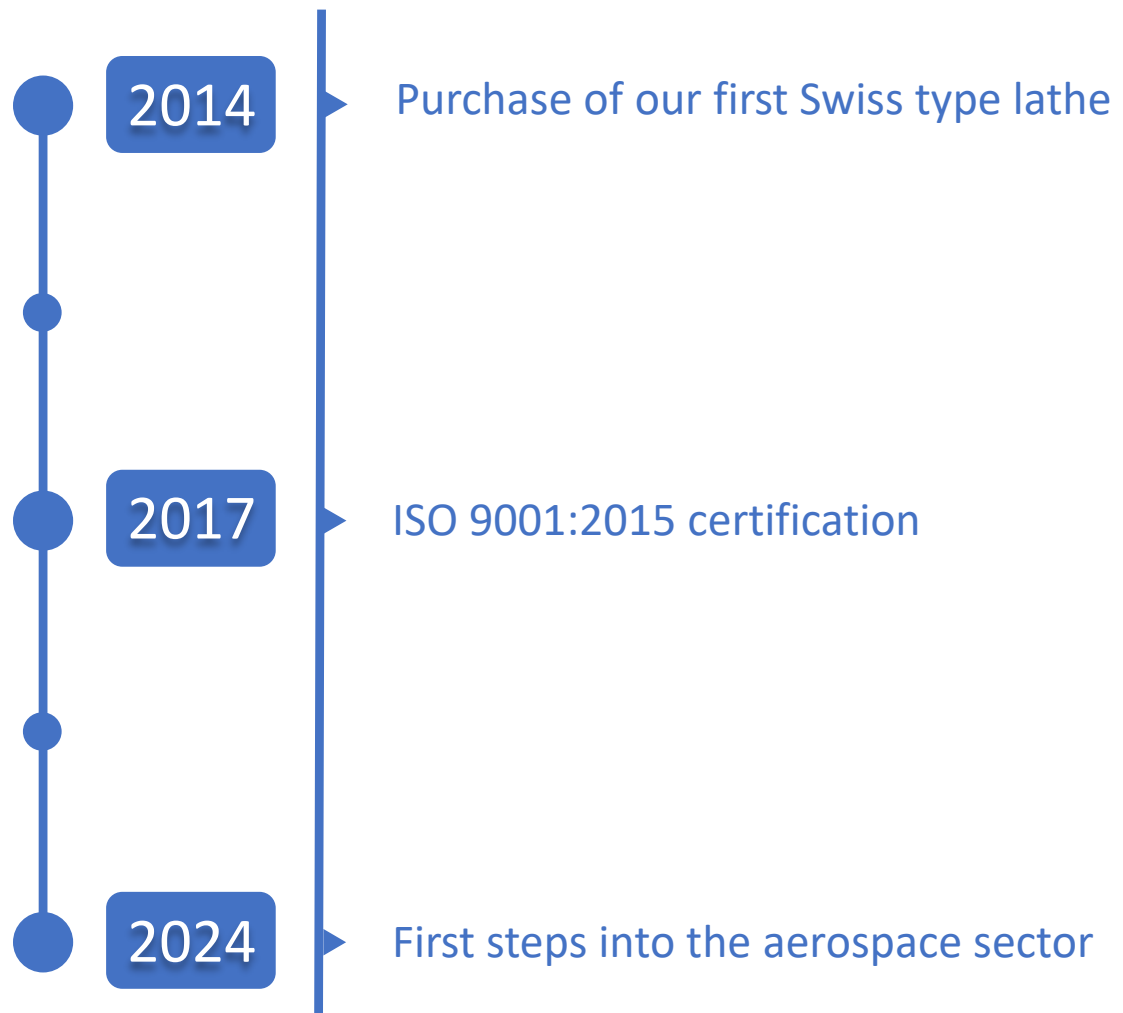 2014
Purchase of our first Swiss type lathe
2017
ISO 9001:2015 certification
2024
First steps into the aerospace sector